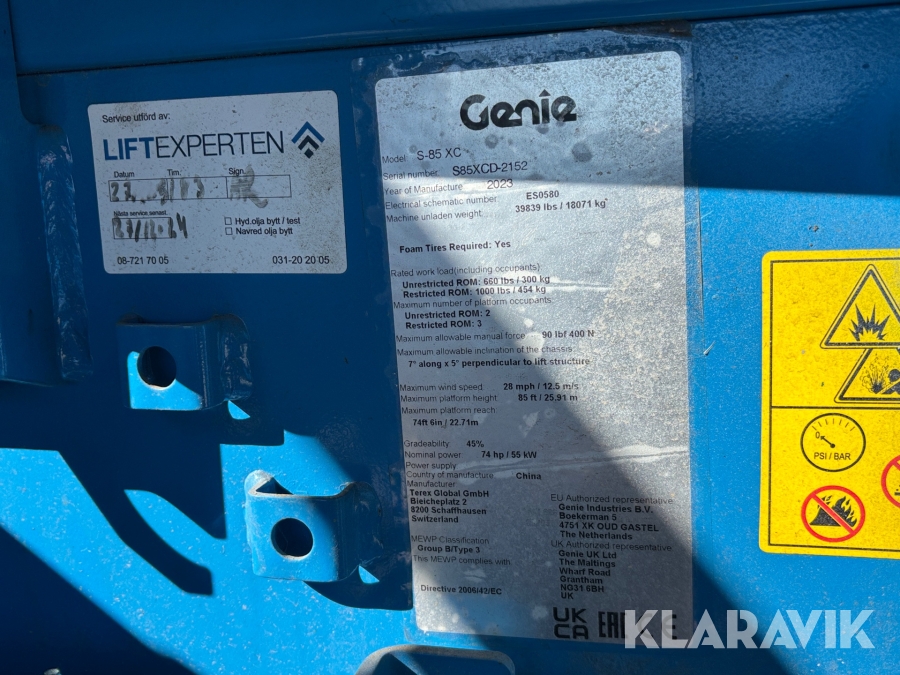 Service utförd av:
LIFTEXPERTEN
Datum Tim. Sign.
Nästa service senast
27/12-24
Hyd.olja bytt / test
Navred olja bytt
08-721 70 05 031-20 20 05
Genie
Model S-85 XC
Serial number S85XCD-2152
Year of Manufacture 2023
Electrical schematic number ES0580
Machine unladen weight 39839 lbs / 18071 kg
Foam Tires Required: Yes
Rated work load(including occupants):
Unrestricted ROM: 660 lbs / 300 kg
Restricted ROM: 1000 lbs / 454 kg
Maximum number of platform occupants:
Unrestricted ROM: 2
Restricted ROM: 3
Maximum allowable manual force 90 lbf 400 N
Maximum allowable inclination of the chassis:
7° along x 5° perpendicular to lift structure
Maximum wind speed 28 mph / 12.5 m/s
Maximum platform height 85 ft / 25,91 m
Maximum platform reach:
74ft 6in / 22.71m
Gradeability: 45%
Nominal power 74 hp / 55 kW
Power supply
Country of manufacture China
Manufacturer
Terex Global GmbH
Bleicheplatz 2
8200 Schaffhausen
Switzerland
EU Authorized representative:
Genie Industries B.V.
Boekerman 5
4751 XK OUD GASTEL
The Netherlands
MEWP Classification
Group B/Type 3
This MEWP complies with:
Directive 2006/42/EC
UK Authorized representative
Genie UK Ltd
The Maltings
Wharf Road
Grantham
NG31 6BH
UK
UK
CA EAC CE
PSI / BAR
KLARAVIK